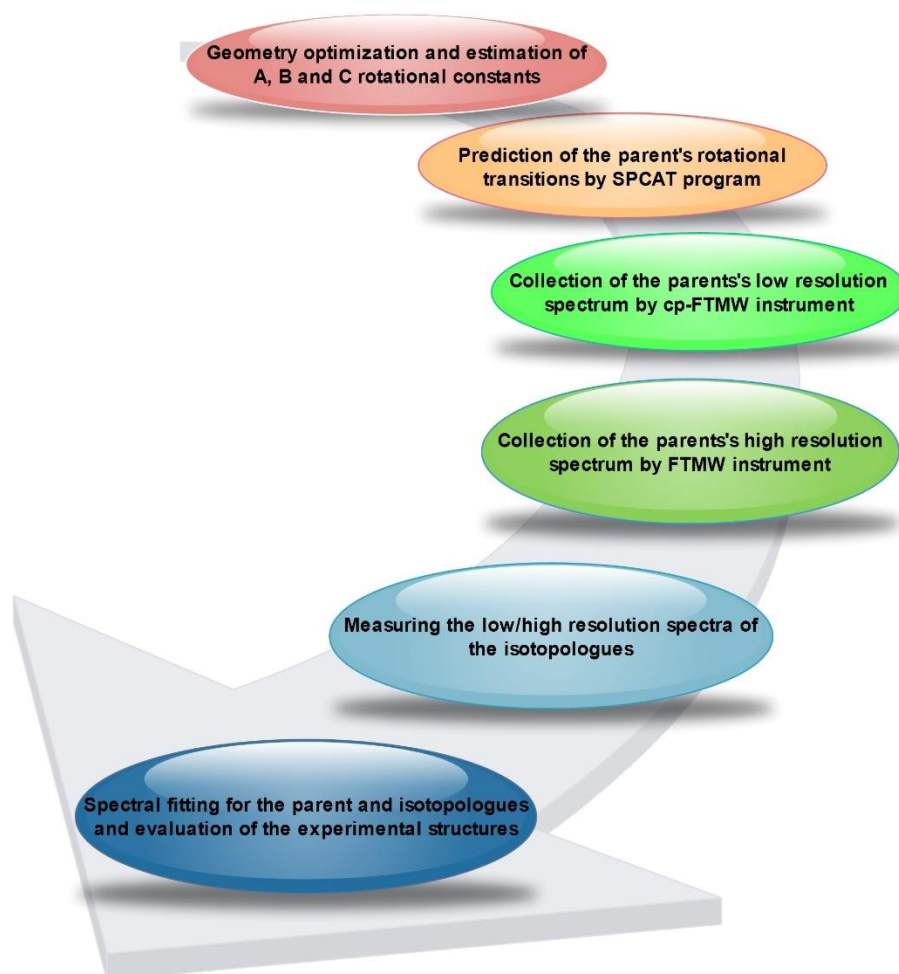 Geometry optimization and estimation of
A, B and C rotational constants
Prediction of the parent's rotational
transitions by SPCAT program
Collection of the parents's low resolution
spectrum by cp-FTMW instrument
Collection of the parents's high resolution
spectrum by FTMW instrument
Measuring the low/high resolution spectra of
the isotopologues
Spectral fitting for the parent and isotopologues
and evaluation of the experimental structures